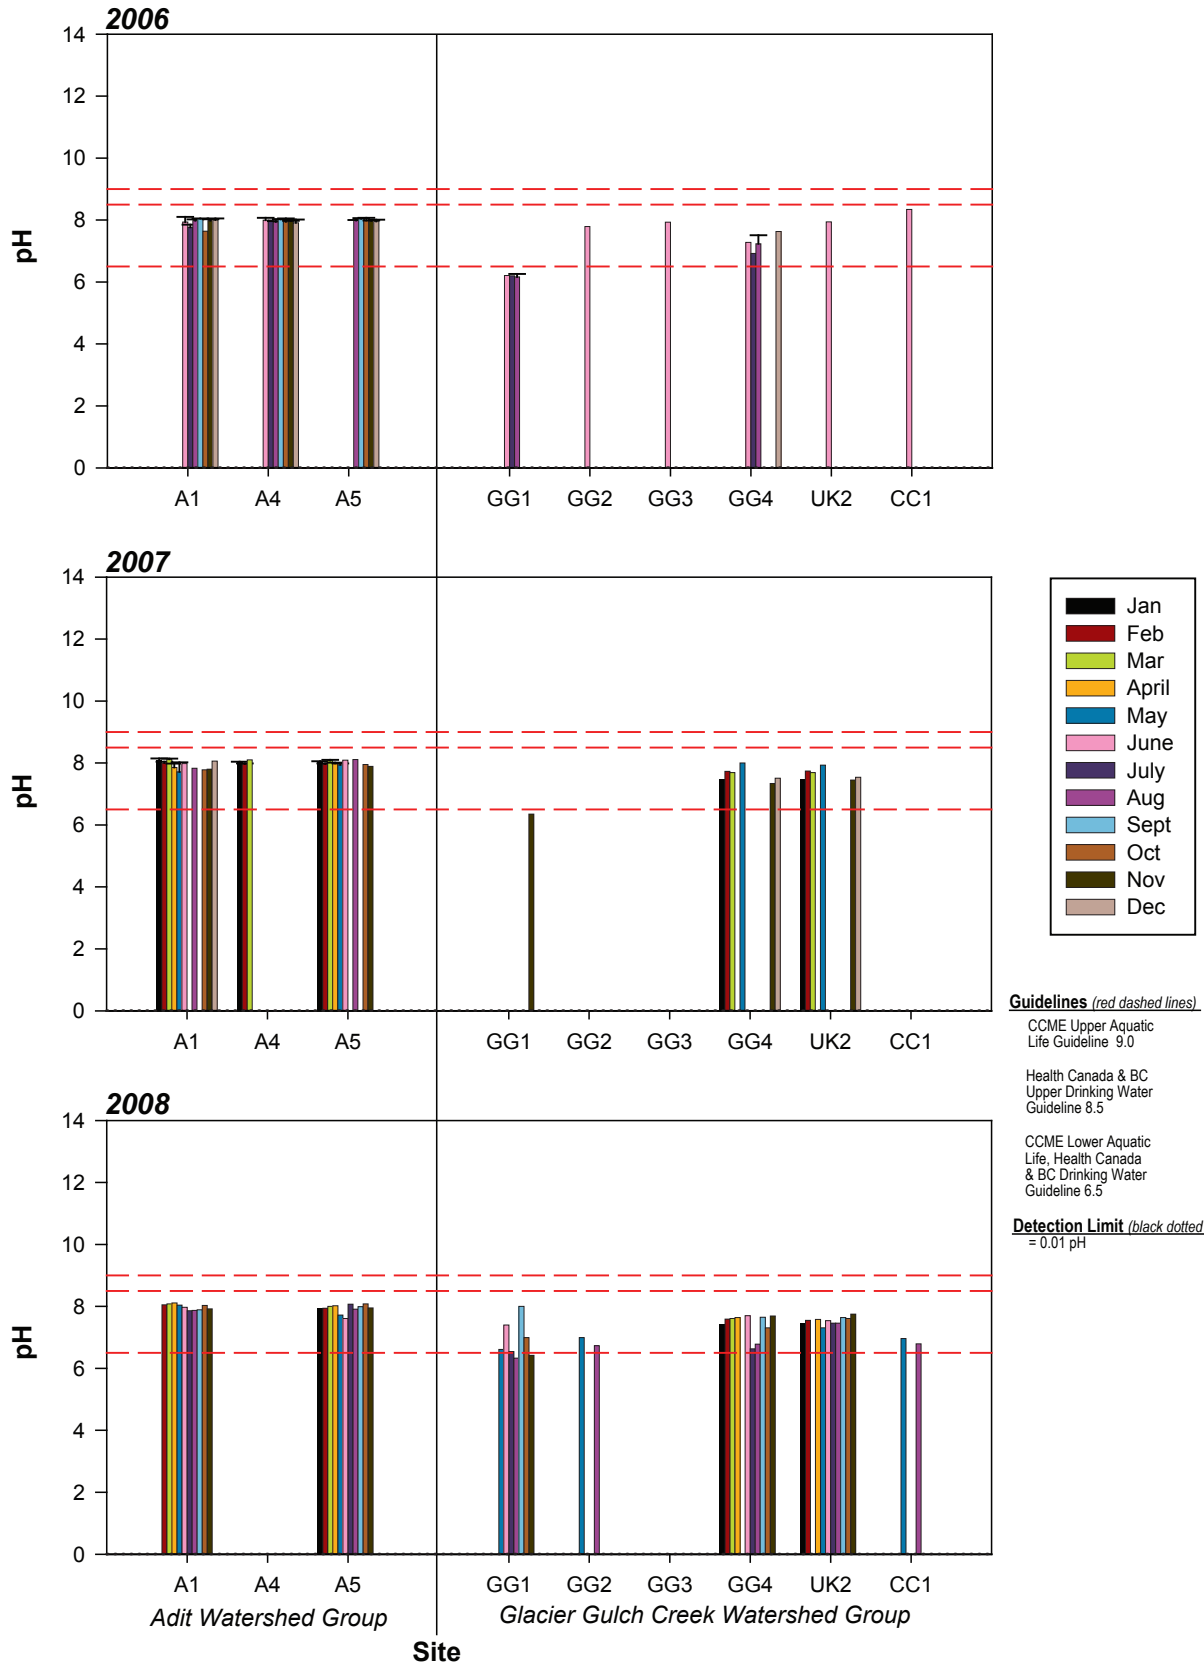 2006
14
12
10
8
6
4
2
0
pH
A1 A4 A5 GG1 GG2 GG3 GG4 UK2 CC1
2007
14
12
10
8
6
4
2
0
pH
A1 A4 A5 GG1 GG2 GG3 GG4 UK2 CC1
Jan
Feb
Mar
April
May
June
July
Aug
Sept
Oct
Nov
Dec
Guidelines (red dashed lines)
CCME Upper Aquatic
Life Guideline 9.0
Health Canada & BC
Upper Drinking Water
Guideline 8.5
CCME Lower Aquatic
Life, Health Canada
& BC Drinking Water
Guideline 6.5
Detection Limit (black dotted
= 0.01 pH
2008
14
12
10
8
6
4
2
0
pH
A1 A4 A5 GG1 GG2 GG3 GG4 UK2 CC1
Adit Watershed Group Glacier Gulch Creek Watershed Group
Site